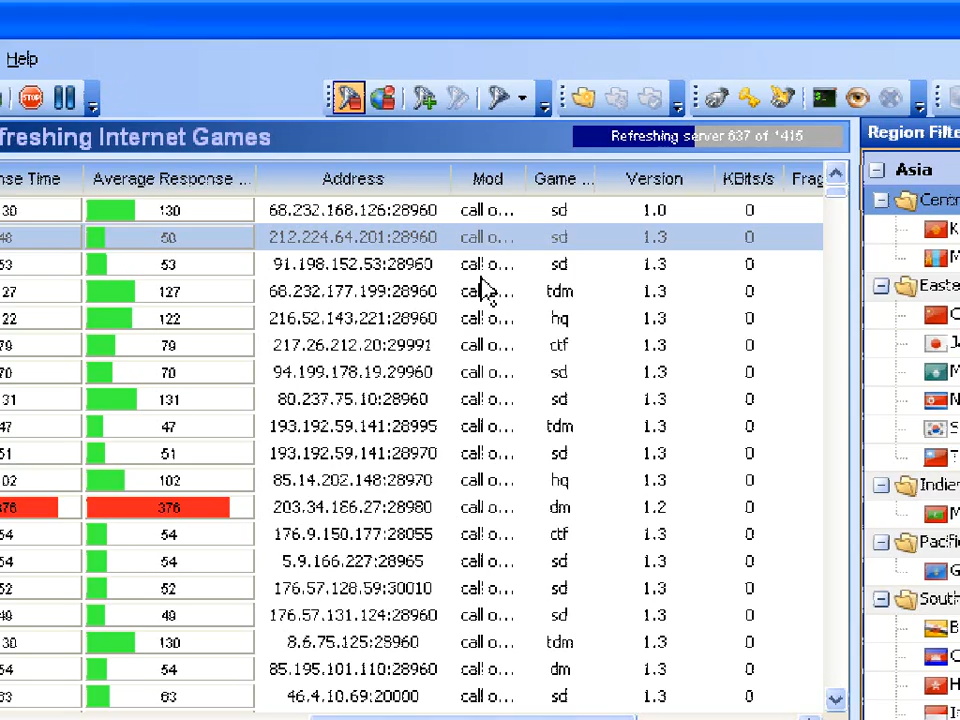 Help
STOP
freshing Internet Games
Refreshing server 637 of 1415
Region Filte
nse Time Average Response ... Address Mod Game ... Version KBits/s Frag
Asia
30 130 68.232.168.126:28960 call o... sd 1.0 0
Centr
48 50 212.224.64.201:28960 call o... sd 1.3 0
K
53 53 91.198.152.53:28960 call o... sd 1.3 0
M
27 127 68.232.177.199:28960 call o... tdm 1.3 0
Easte
22 122 216.52.143.221:28960 call o... hq 1.3 0
C
79 79 217.26.212.20:29991 call o... ctf 1.3 0
J
70 70 94.199.178.19:29960 call o... sd 1.3 0
M
31 131 80.237.75.10:28960 call o... sd 1.3 0
N
47 47 193.192.59.141:28995 call o... tdm 1.3 0
S
51 51 193.192.59.141:28970 call o... sd 1.3 0
T
02 102 85.14.202.148:28970 call o... hq 1.3 0
Indie
376 376 203.34.186.27:28980 call o... dm 1.2 0
M
54 54 176.9.150.177:28055 call o... ctf 1.3 0
Pacifi
54 54 5.9.166.227:28965 call o... sd 1.3 0
G
52 52 176.57.128.59:30010 call o... sd 1.3 0
South
49 49 176.57.131.124:28960 call o... sd 1.3 0
B
30 130 8.6.75.125:28960 call o... tdm 1.3 0
C
54 54 85.195.101.110:28960 call o... dm 1.3 0
H
63 63 46.4.10.69:20000 call o... sd 1.3 0